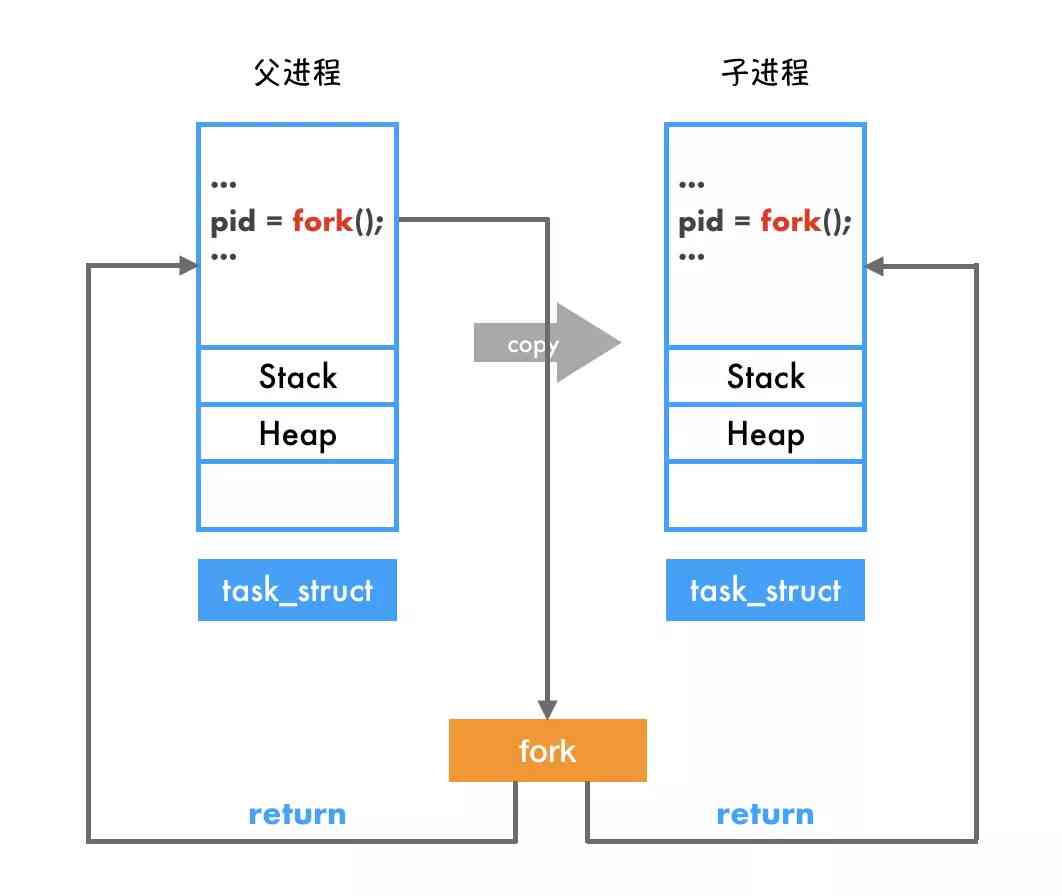 父进程
子进程
...
pid = fork();
...
...
pid = fork();
...
copy
Stack
Stack
Heap
Heap
task_struct
task_struct
fork
return
return